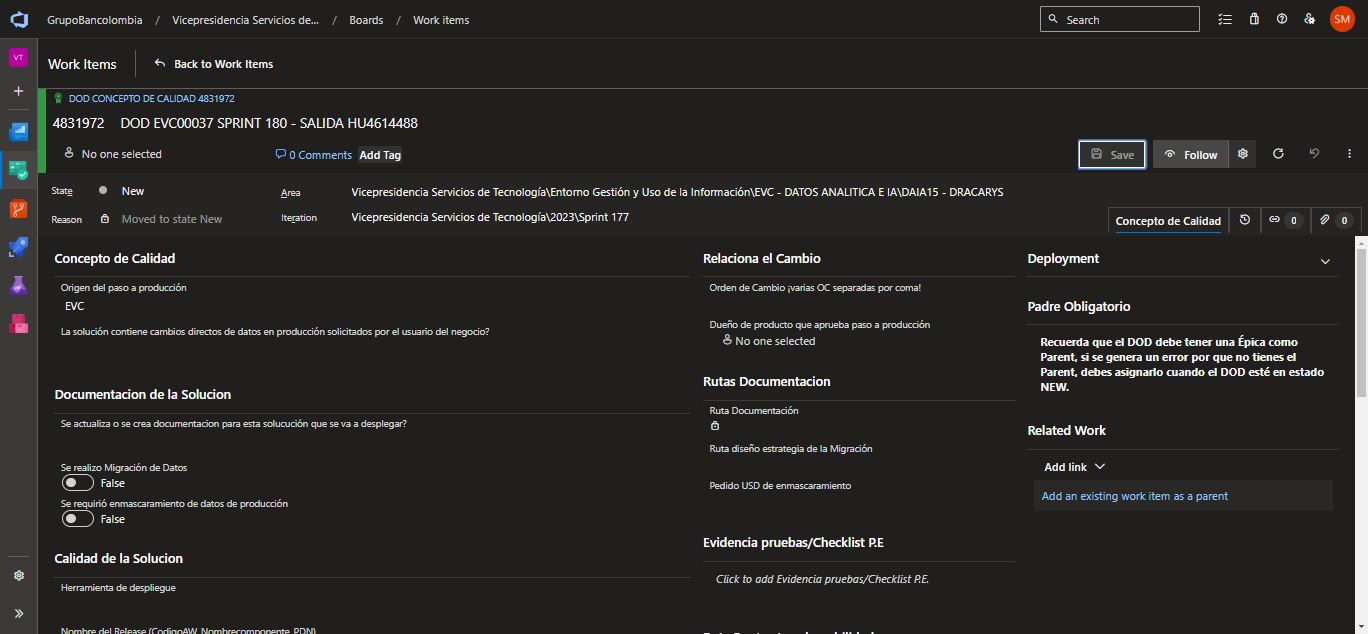 GrupoBancolombia / Vicepresidencia Servicios de... / Boards / Work items
Search
SM
VT
Work Items
Back to Work Items
DOD CONCEPTO DE CALIDAD 4831972
4831972 DOD EVC00037 SPRINT 180 - SALIDA HU4614488
No one selected
0 Comments
Add Tag
Save
Follow
State
New
Area
Vicepresidencia Servicios de Tecnología\Entorno Gestión y Uso de la Información\EVC - DATOS ANALITICA E IA\DAIA15 - DRACARYS
Reason
Moved to state New
Iteration
Vicepresidencia Servicios de Tecnología\2023\Sprint 177
Concepto de Calidad
0
0
Concepto de Calidad
Origen del paso a producción
EVC
La solución contiene cambios directos de datos en producción solicitados por el usuario del negocio?
Documentacion de la Solucion
Se actualiza o se crea documentacion para esta solucución que se va a desplegar?
Se realizo Migración de Datos
False
Se requirió enmascaramiento de datos de producción
False
Calidad de la Solucion
Herramienta de despliegue
Nombre del Release (CodigoAW_Nombrecomponente_PDN)
Relaciona el Cambio
Orden de Cambio ¡varias OC separadas por coma!
Dueño de producto que aprueba paso a producción
No one selected
Rutas Documentacion
Ruta Documentación
Ruta diseño estrategia de la Migración
Pedido USD de enmascaramiento
Evidencia pruebas/Checklist P.E
Click to add Evidencia pruebas/Checklist P.E.
Deployment
Padre Obligatorio
Recuerda que el DOD debe tener una Épica como
Parent, si se genera un error por que no tienes el
Parent, debes asignarlo cuando el DOD esté en estado
NEW.
Related Work
Add link
Add an existing work item as a parent